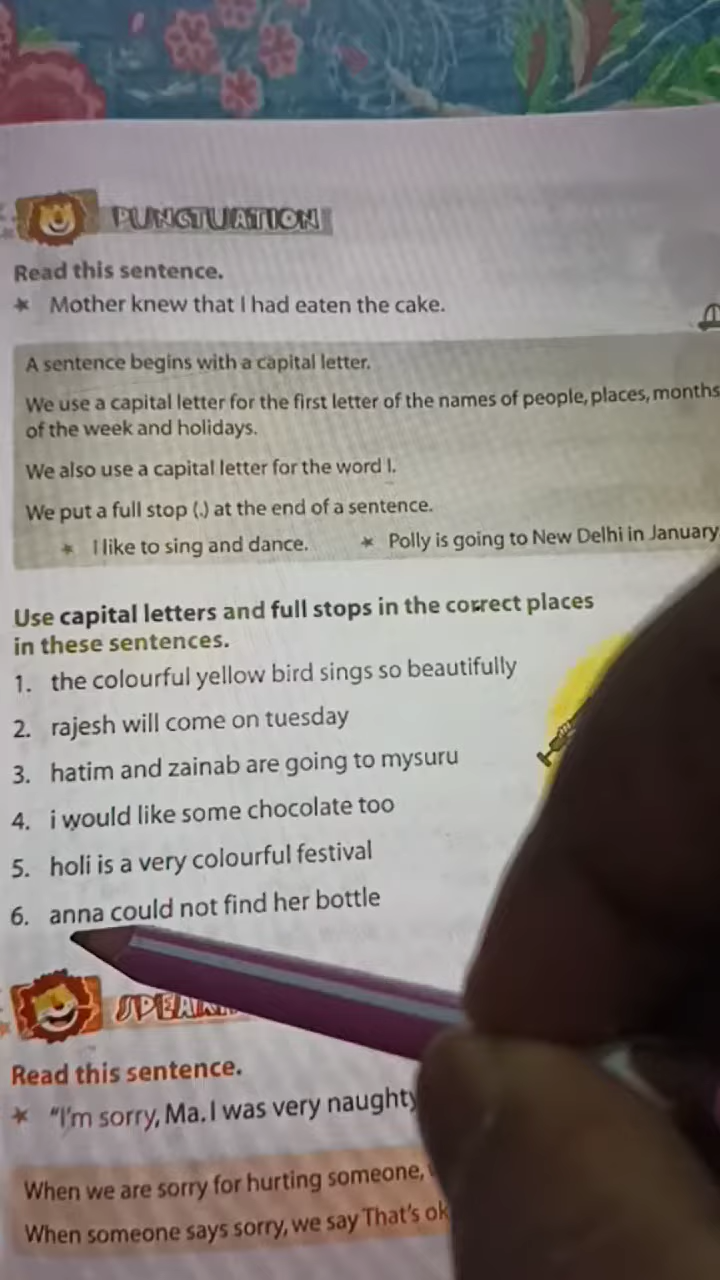 PUNCTUATION
Read this sentence.
* Mother knew that I had eaten the cake.
A sentence begins with a capital letter.
We use a capital letter for the first letter of the names of people, places, months
of the week and holidays.
We also use a capital letter for the word I.
We put a full stop (.) at the end of a sentence.
* I like to sing and dance. * Polly is going to New Delhi in January
Use capital letters and full stops in the correct places
in these sentences.
1. the colourful yellow bird sings so beautifully
2. rajesh will come on tuesday
3. hatim and zainab are going to mysuru
4. i would like some chocolate too
5. holi is a very colourful festival
6. anna could not find her bottle
Read this sentence.
* "I'm sorry, Ma. I was very naughty
When we are sorry for hurting someone,
When someone says sorry, we say That's ok